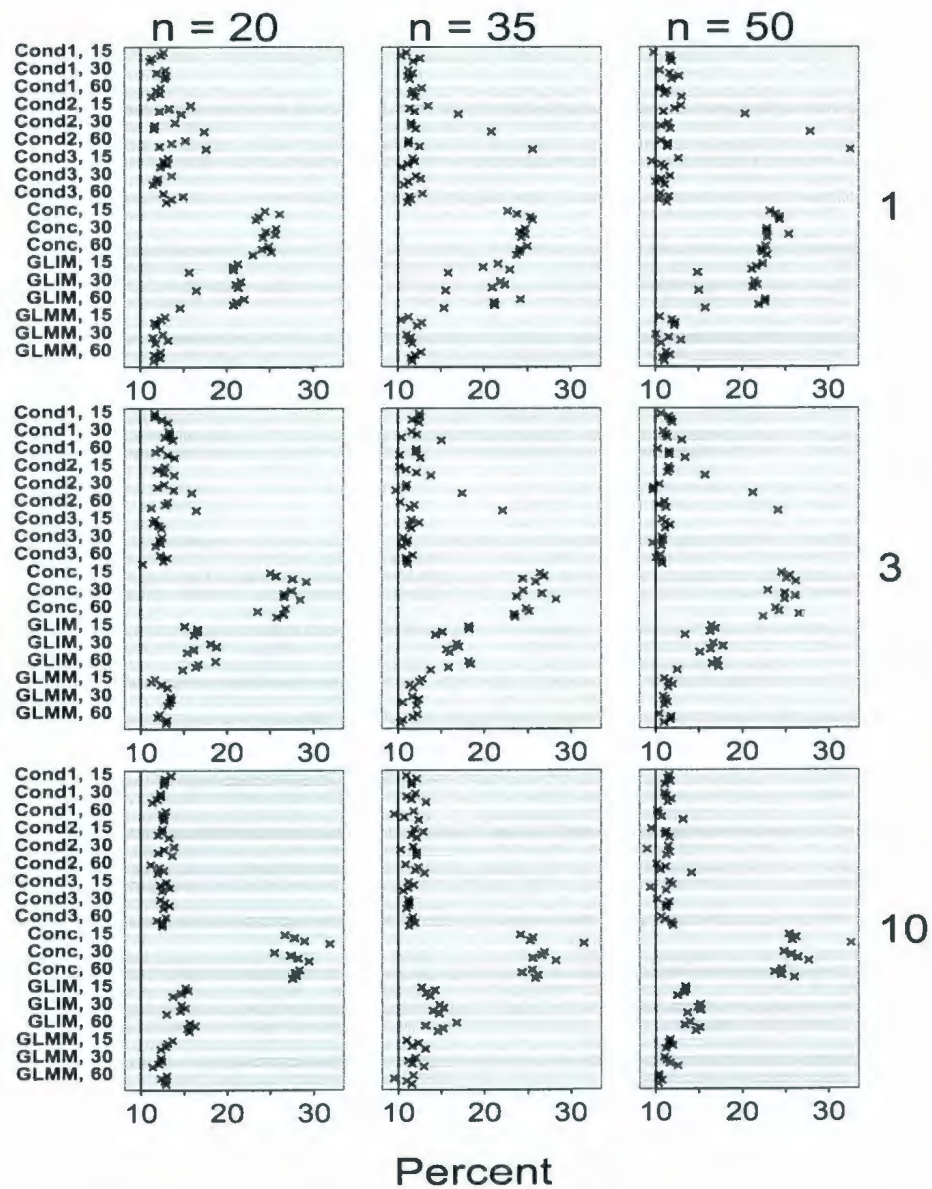 n = 20 n = 35 n = 50
Cond1, 15
Cond1, 30
Cond1, 60
Cond2, 15
Cond2, 30
Cond2, 60
Cond3, 15
Cond3, 30
Cond3, 60
Conc, 15
Conc, 30
Conc, 60
GLIM, 15
GLIM, 30
GLIM, 60
GLMM, 15
GLMM, 30
GLMM, 60
1
10 20 30 10 20 30 10 20 30
Cond1, 15
Cond1, 30
Cond1, 60
Cond2, 15
Cond2, 30
Cond2, 60
Cond3, 15
Cond3, 30
Cond3, 60
Conc, 15
Conc, 30
Conc, 60
GLIM, 15
GLIM, 30
GLIM, 60
GLMM, 15
GLMM, 30
GLMM, 60
3
10 20 30 10 20 30 10 20 30
Cond1, 15
Cond1, 30
Cond1, 60
Cond2, 15
Cond2, 30
Cond2, 60
Cond3, 15
Cond3, 30
Cond3, 60
Conc, 15
Conc, 30
Conc, 60
GLIM, 15
GLIM, 30
GLIM, 60
GLMM, 15
GLMM, 30
GLMM, 60
10
10 20 30 10 20 30 10 20 30
Percent